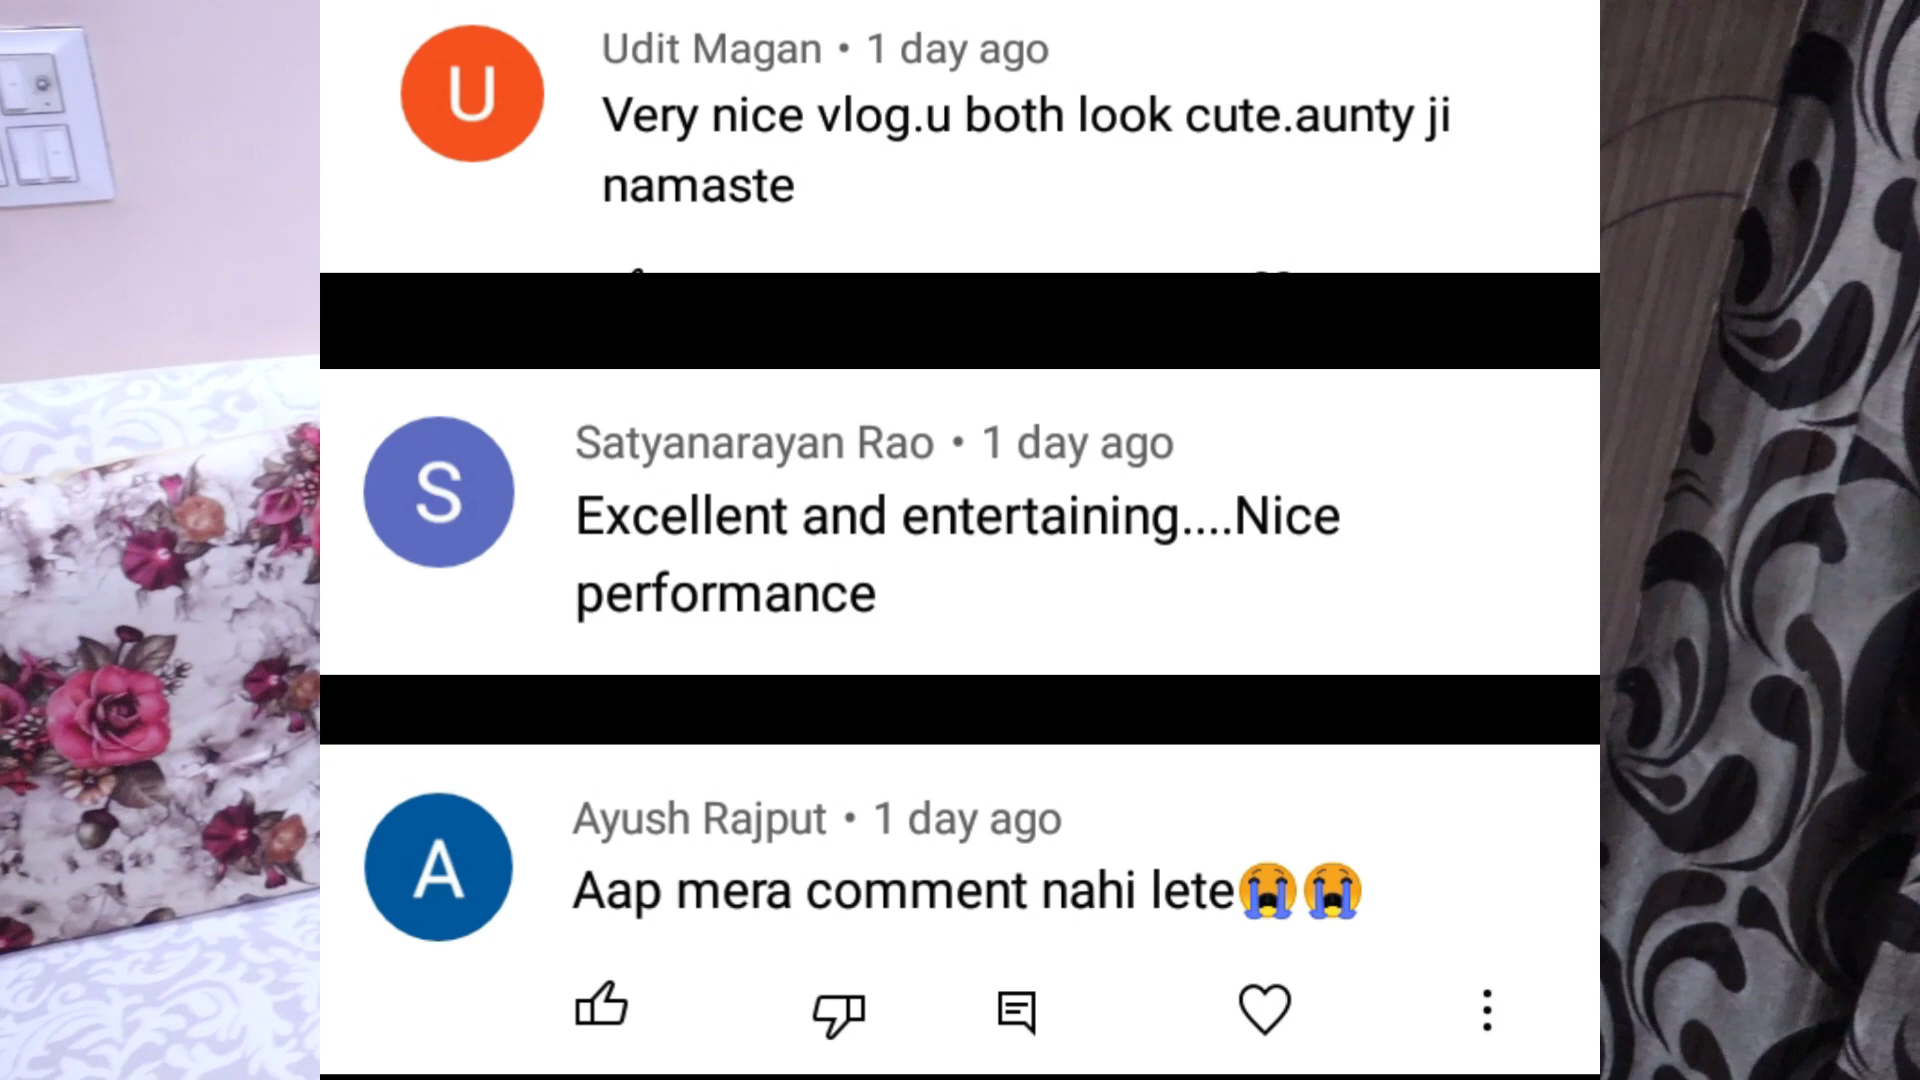 U
Udit Magan • 1 day ago
Very nice vlog.u both look cute.aunty ji
namaste
S
Satyanarayan Rao • 1 day ago
Excellent and entertaining....Nice
performance
A
Ayush Rajput • 1 day ago
Aap mera comment nahi lete😭😭